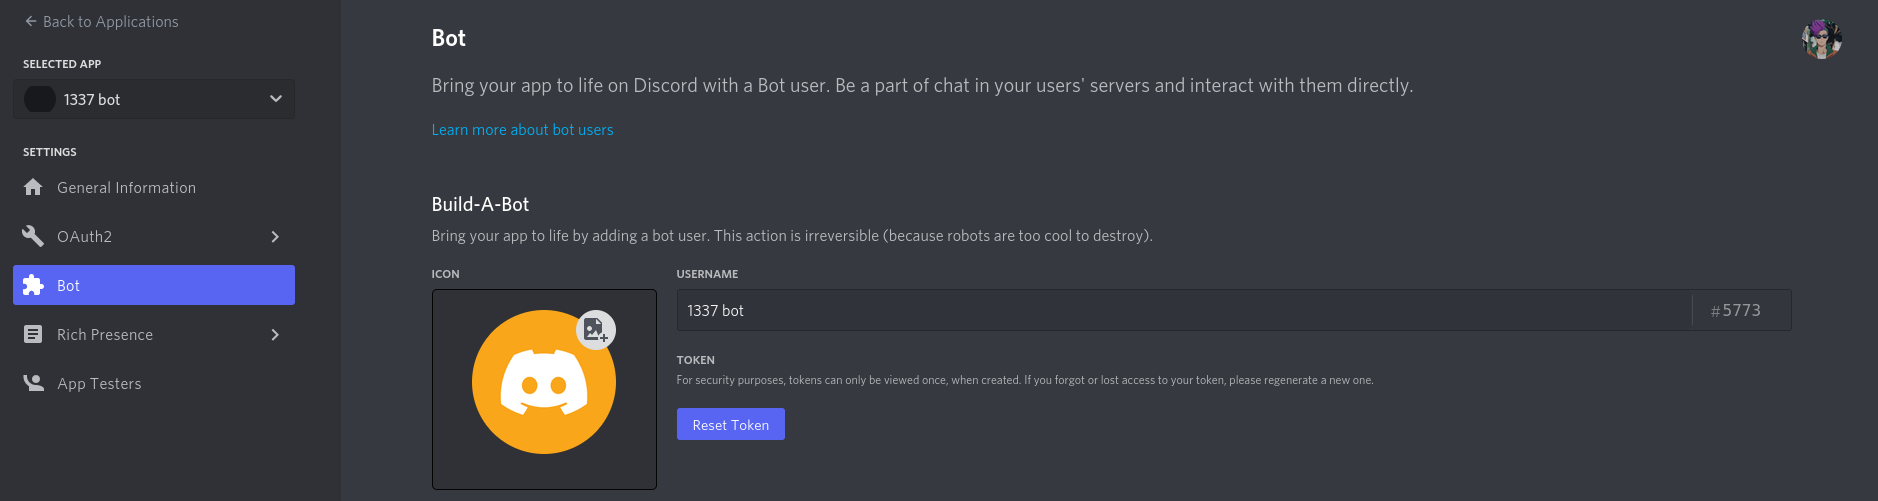 Back to Applications
SELECTED APP
1337 bot
SETTINGS
General Information
OAuth2
Bot
Rich Presence
App Testers
Bot
Bring your app to life on Discord with a Bot user. Be a part of chat in your users' servers and interact with them directly.
Learn more about bot users
Build-A-Bot
Bring your app to life by adding a bot user. This action is irreversible (because robots are too cool to destroy).
ICON
USERNAME
1337 bot #5773
TOKEN
For security purposes, tokens can only be viewed once, when created. If you forgot or lost access to your token, please regenerate a new one.
Reset Token